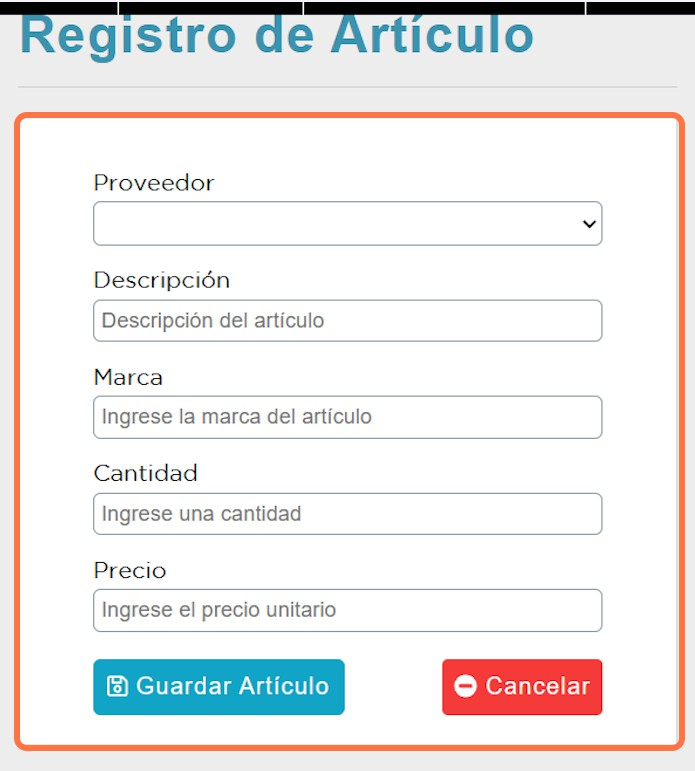 Registro de Artículo
Proveedor
Descripción
Descripción del artículo
Marca
Ingrese la marca del artículo
Cantidad
Ingrese una cantidad
Precio
Ingrese el precio unitario
Guardar Artículo
Cancelar